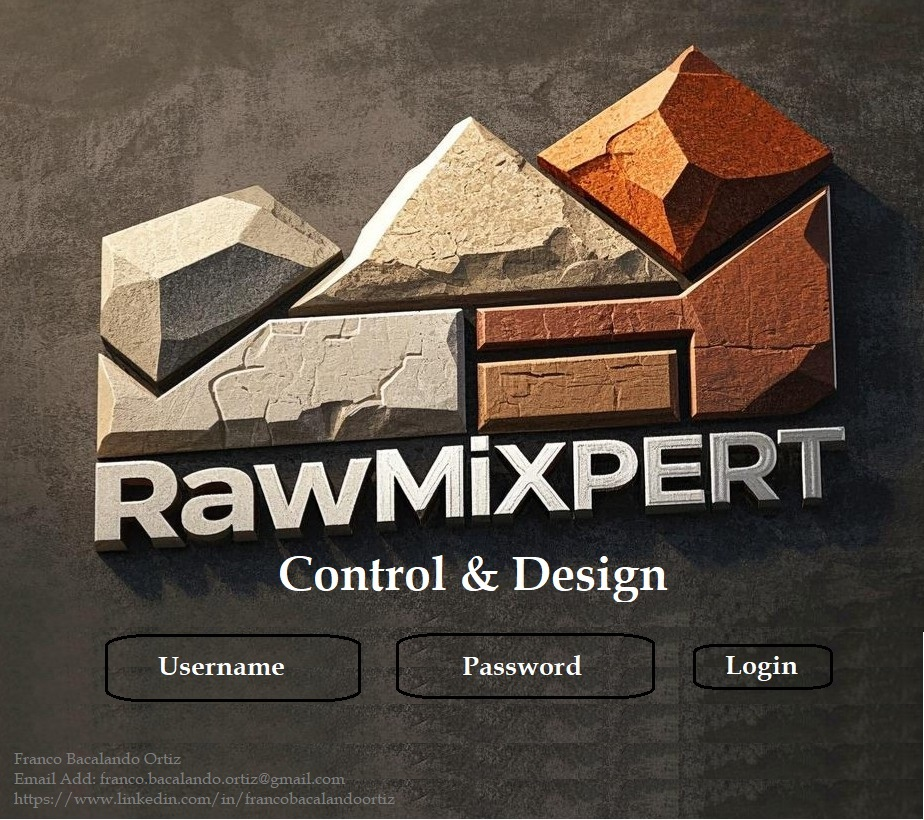 RawMixPERT
Control & Design
Username Password Login
Franco Bacalando Ortiz
Email Add: franco.bacalando.ortiz@gmail.com
https://www.linkedin.com/in/francobacalandoortiz